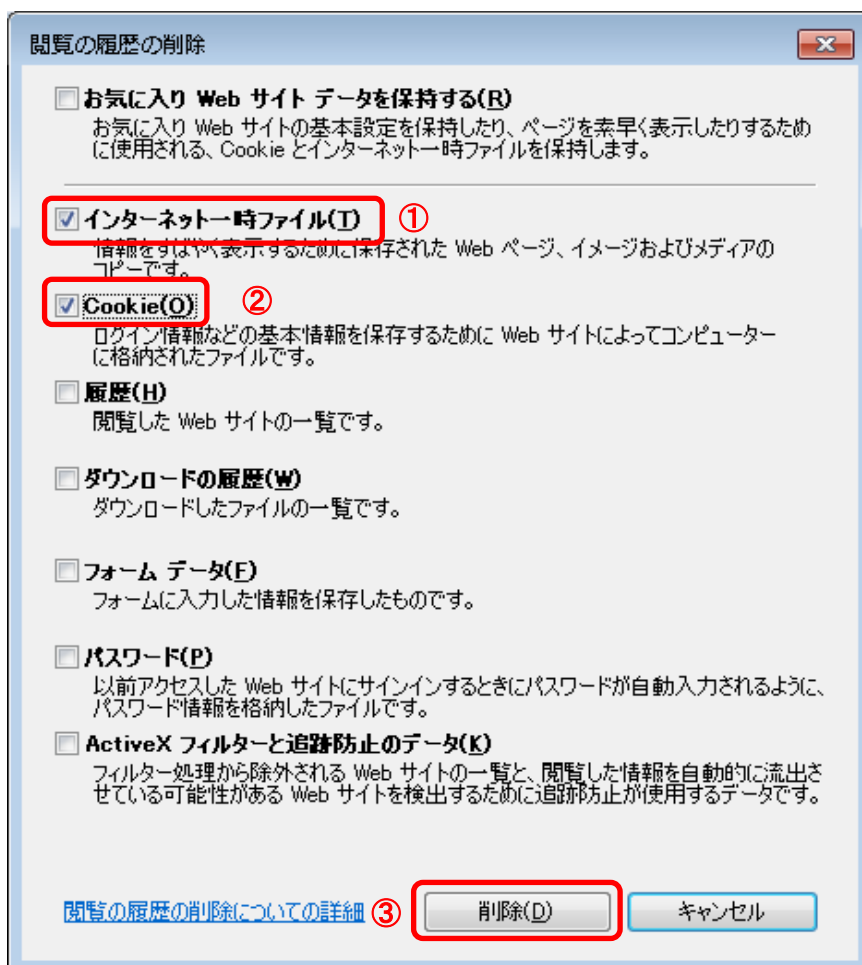 閲覧の履歴の削除
お気に入り Web サイト データを保持する(R)
お気に入り Web サイトの基本設定を保持したり、ページを素早く表示したりするため
に使用される、Cookie とインターネット一時ファイルを保持します。
インターネット一時ファイル(T) ①
情報をすばやく表示するために保存された Web ページ、イメージおよびメディアの
コピーです。
Cookie(O) ②
ログイン情報などの基本情報を保存するために Web サイトによってコンピューター
に格納されたファイルです。
履歴(H)
閲覧した Web サイトの一覧です。
ダウンロードの履歴(W)
ダウンロードしたファイルの一覧です。
フォーム データ(F)
フォームに入力した情報を保存したものです。
パスワード(P)
以前アクセスした Web サイトにサインインするときにパスワードが自動入力されるように、
パスワード情報を格納したファイルです。
ActiveX フィルターと追跡防止のデータ(K)
フィルター処理から除外される Web サイトの一覧と、閲覧した情報を自動的に流出さ
せている可能性がある Web サイトを検出するために追跡防止が使用するデータです。
閲覧の履歴の削除についての詳細 ③ 削除(D) キャンセル